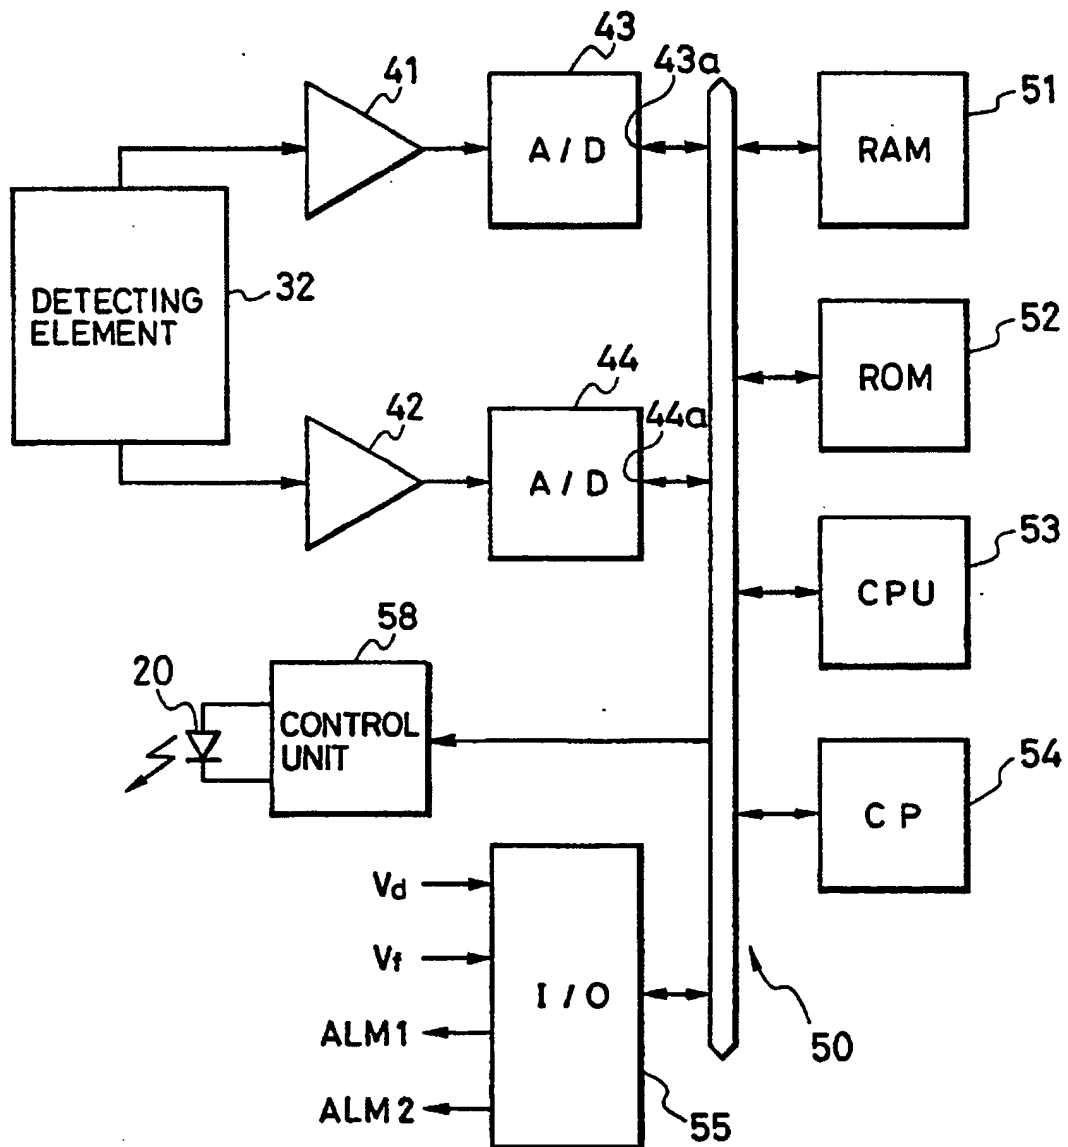 43
43a
41
51
A/D
RAM
DETECTING
ELEMENT
32
52
44
ROM
42
44a
A/D
53
CPU
58
20
CONTROL
UNIT
54
CP
Vd
Vf
I/O
ALM1
50
ALM2
55